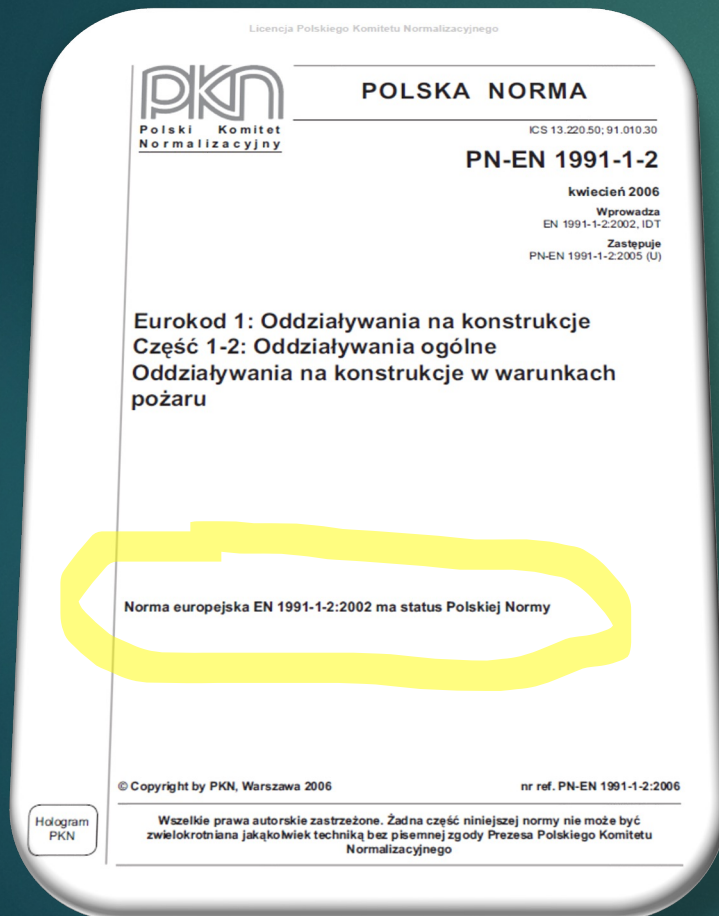 Licencja Polskiego Komitetu Normalizacyjnego
PKN
Polski Komitet
Normalizacyjny
POLSKA NORMA
ICS 13.220.50; 91.010.30
PN-EN 1991-1-2
kwiecień 2006
Wprowadza
EN 1991-1-2:2002, IDT
Zastępuje
PN-EN 1991-1-2:2005 (U)
Eurokod 1: Oddziaływania na konstrukcje
Część 1-2: Oddziaływania ogólne
Oddziaływania na konstrukcje w warunkach
pożaru
Norma europejska EN 1991-1-2:2002 ma status Polskiej Normy
© Copyright by PKN, Warszawa 2006
nr ref. PN-EN 1991-1-2:2006
Hologram
PKN
Wszelkie prawa autorskie zastrzeżone. Żadna część niniejszej normy nie może być
zwielokrotniana jakąkolwiek techniką bez pisemnej zgody Prezesa Polskiego Komitetu
Normalizacyjnego